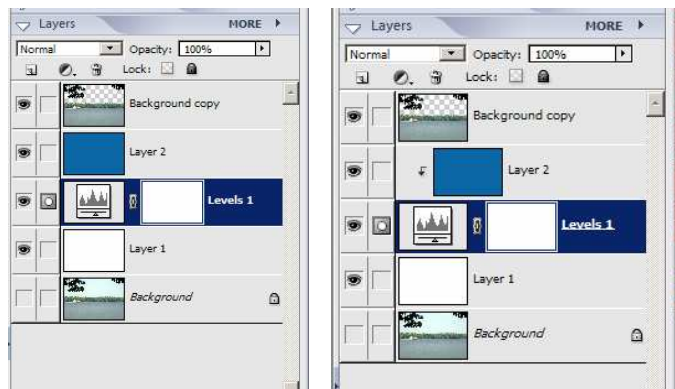 Layers MORE
Normal Opacity: 100%
Lock:
Background copy
Layer 2
Levels 1
Layer 1
Background
Layers MORE
Normal Opacity: 100%
Lock:
Background copy
Layer 2
Levels 1
Layer 1
Background